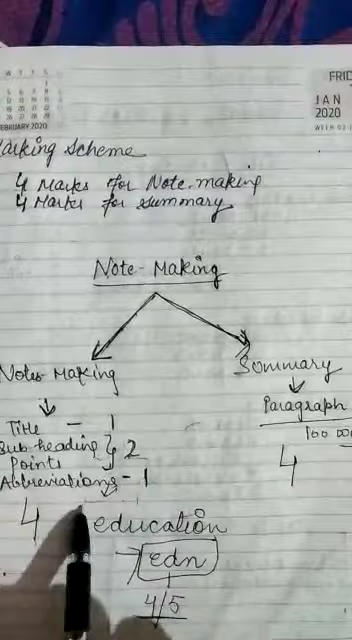 FEBRUARY 2020
FRI
JAN
2020
Marking Scheme
4 Marks for Note-making
4 Marks for summary
Note-Making
Notes Making
Summary
Title - 1
Paragraph
Sub-heading } 2
100
points
Abbreviations - 1
4
4
education
edn
4/5